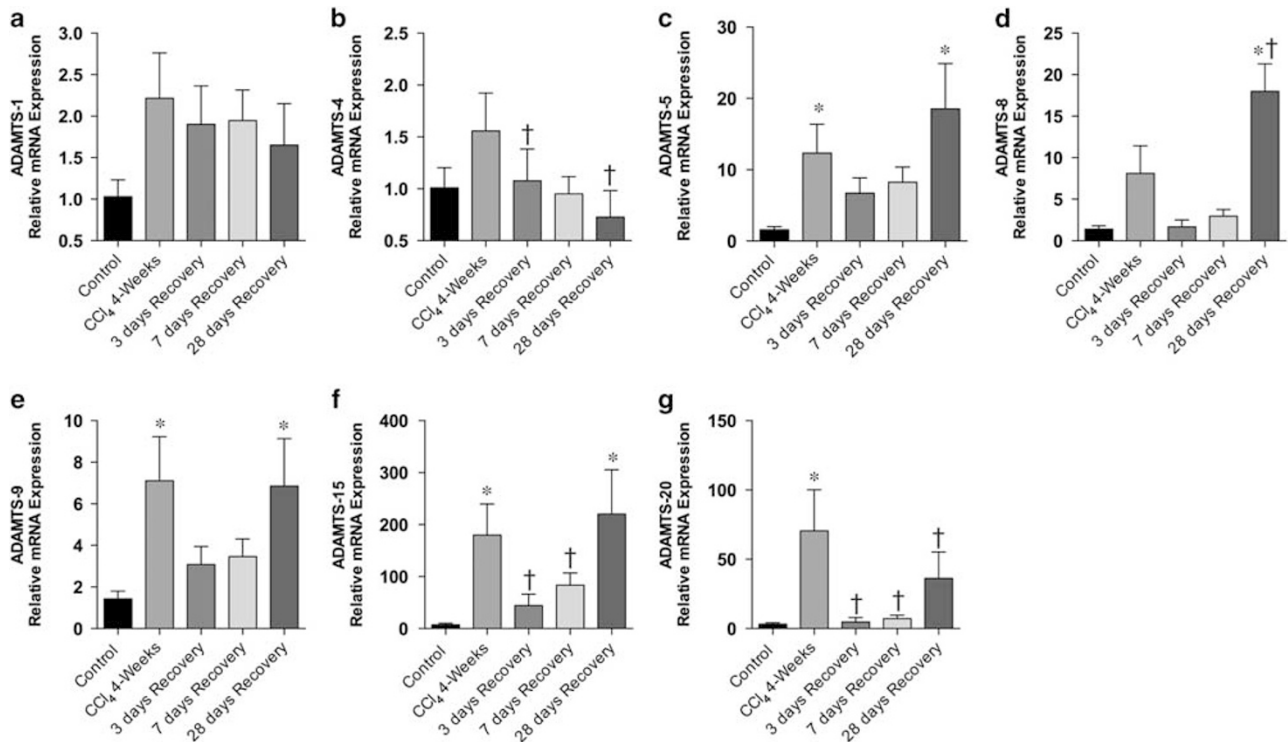 a
ADAMTS-1
Relative mRNA Expression
3.0
2.5
2.0
1.5
1.0
0.5
Control
CCl₄ 4-Weeks
3 days Recovery
7 days Recovery
28 days Recovery
b
ADAMTS-4
Relative mRNA Expression
2.5
2.0
1.5
1.0
0.5
†
†
Control
CCl₄ 4-Weeks
3 days Recovery
7 days Recovery
28 days Recovery
c
ADAMTS-5
Relative mRNA Expression
30
20
10
0
*
*
Control
CCl₄ 4-Weeks
3 days Recovery
7 days Recovery
28 days Recovery
d
ADAMTS-8
Relative mRNA Expression
25
20
15
10
5
0
*†
Control
CCl₄ 4-Weeks
3 days Recovery
7 days Recovery
28 days Recovery
e
ADAMTS-9
Relative mRNA Expression
10
8
6
4
2
0
*
*
Control
CCl₄ 4-Weeks
3 days Recovery
7 days Recovery
28 days Recovery
f
ADAMTS-15
Relative mRNA Expression
400
300
200
100
0
*
†
†
*
Control
CCl₄ 4-Weeks
3 days Recovery
7 days Recovery
28 days Recovery
g
ADAMTS-20
Relative mRNA Expression
150
100
50
0
*
†
†
†
Control
CCl₄ 4-Weeks
3 days Recovery
7 days Recovery
28 days Recovery